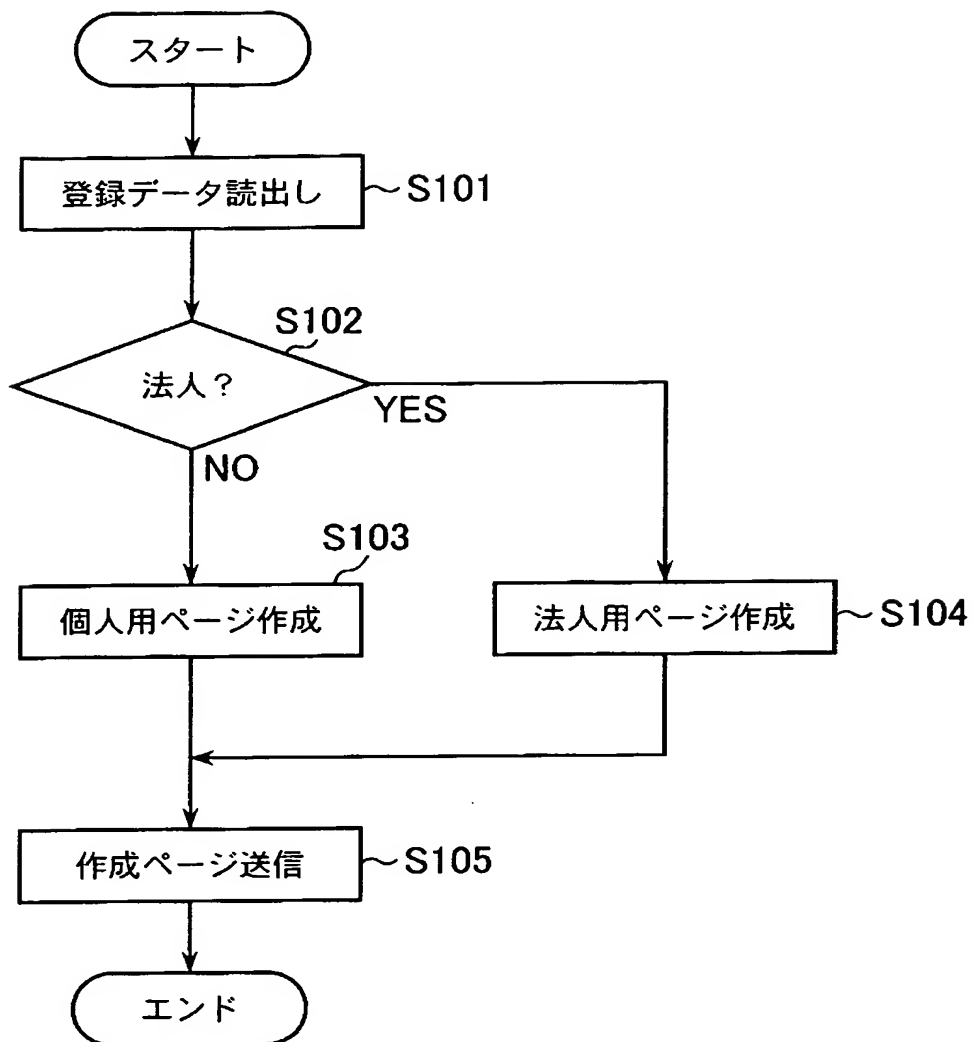 スタート
登録データ読出し
S101
S102
法人？
YES
NO
S103
個人用ページ作成
法人用ページ作成
S104
作成ページ送信
S105
エンド